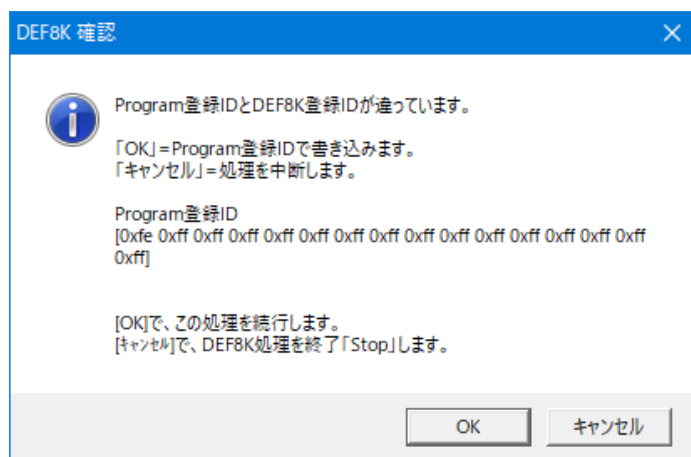 DEF8K 確認
Program登録IDとDEF8K登録IDが違っています。
「OK」=Program登録IDで書き込みます。
「キャンセル」=処理を中断します。
Program登録ID
[0xfe 0xff 0xff 0xff 0xff 0xff 0xff 0xff 0xff 0xff 0xff 0xff 0xff 0xff 0xff
0xff]
[OK]で、この処理を続行します。
[ｷｬﾝｾﾙ]で、DEF8K処理を終了「Stop」します。
OK
キャンセル